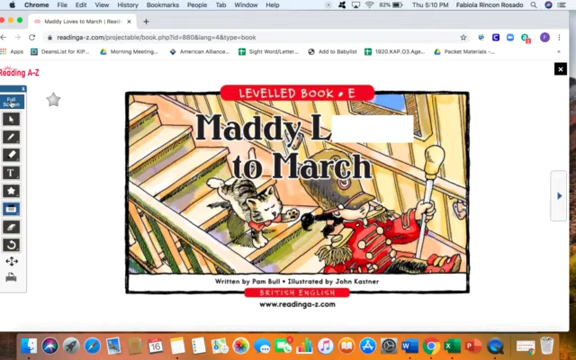 Chrome File Edit View History Bookmarks People Tab Window Help 82% Thu 5:10 PM Fabiola Rincon Rosado
Maddy Loves to March | Readi
readinga-z.com/projectable/book.php?id=880&lang=4&type=book
Apps DeansList for KIP Morning Meeting... American Alliance... Sight Word/Letter... Add to Babylist 1920.KAP.O3.Age... Packet Materials -...
Reading A-Z
Full Screen
LEVELLED BOOK • E
Maddy L
to March
Written by Pam Bull • Illustrated by John Kastner
BRITISH ENGLISH
www.readinga-z.com